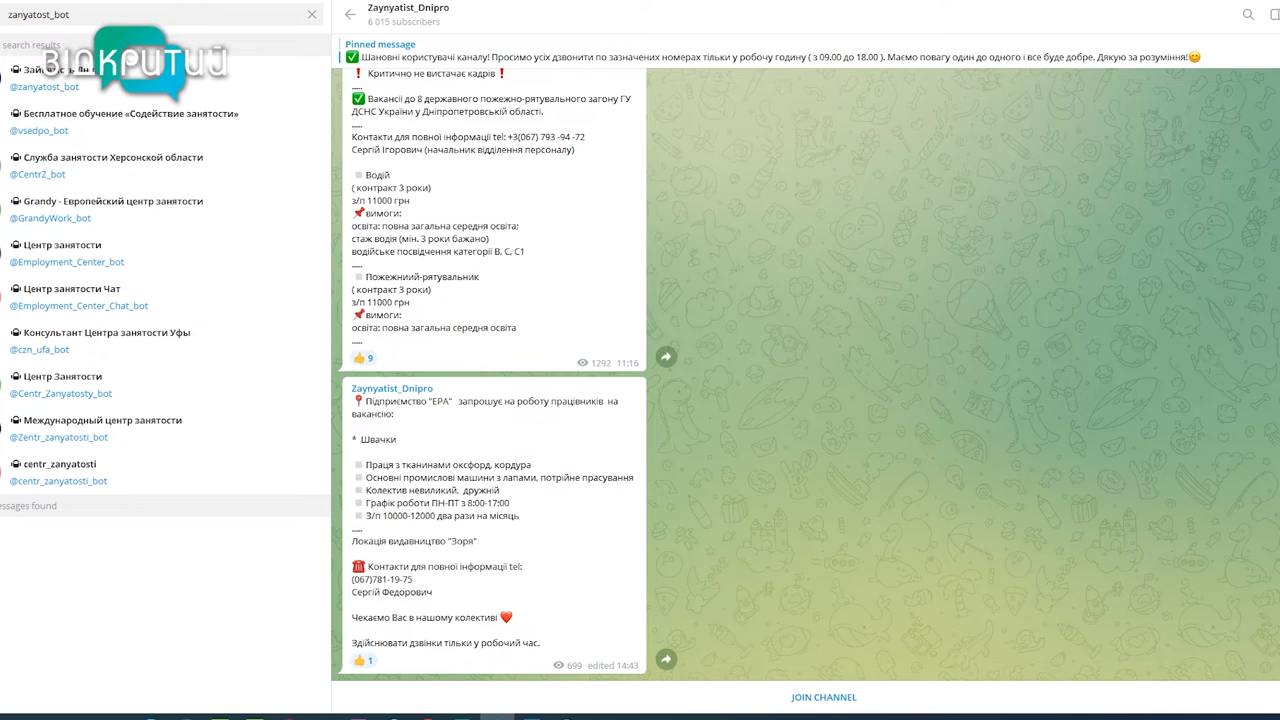 zanyatost_bot
search results
ВІДКРИТИЙ
@zanyatost_bot
Бесплатное обучение «Содействие занятости»
@vsedpo_bot
Служба занятости Херсонской области
@CentrZ_bot
Grandy - Европейский центр занятости
@GrandyWork_bot
Центр занятости
@Employment_Center_bot
Центр занятости Чат
@Employment_Center_Chat_bot
Консультант Центра занятости Уфы
@czn_ufa_bot
Центр Занятости
@Centr_Zanyatosty_bot
Международный центр занятости
@Zentr_zanyatosti_bot
centr_zanyatosti
@centr_zanyatosti_bot
essages found
Zaynyatist_Dnipro
6 015 subscribers
Pinned message
✅ Шановні користувачі каналу! Просимо усіх дзвонити по зазначених номерах тільки у робочу годину ( з 09.00 до 18.00 ). Маємо повагу один до одного і все буде добре. Дякую за розуміння!😊
❗ Критично не вистачає кадрів❗
.....
✅ Вакансії до 8 державного пожежно-рятувального загону ГУ
ДСНС України у Дніпропетровській області.
.....
Контакти для повної інформації tel: +3(067) 793 -94 -72
Сергій Ігорович (начальник відділення персоналу)
◽ Водій
( контракт 3 роки)
з/п 11000 грн
📌вимоги:
освіта: повна загальна середня освіта;
стаж водія (мін. 3 роки бажано)
водійське посвідчення категорії В, С, С1
.....
◽ Пожежниий-рятувальник
( контракт 3 роки)
з/п 11000 грн
📌вимоги:
освіта: повна загальна середня освіта
.....
👍 9
1292 11:16
Zaynyatist_Dnipro
📍Підприємство "ЕРА" запрошує на роботу працівників на
вакансію:
* Швачки
◽ Праця з тканинами оксфорд, кордура
◽ Основні промислові машини з лапами, потрійне прасування
◽ Колектив невиликий, дружній
◽ Графік роботи ПН-ПТ з 8:00-17:00
◽ З/п 10000-12000 два рази на місяць
.....
Локація видавництво "Зоря"
☎️ Контакти для повної інформації tel:
(067)781-19-75
Сергій Федорович
Чекаємо Вас в нашому колективі ❤️
Здійснювати дзвінки тільки у робочий час.
👍 1
699 edited 14:43
JOIN CHANNEL